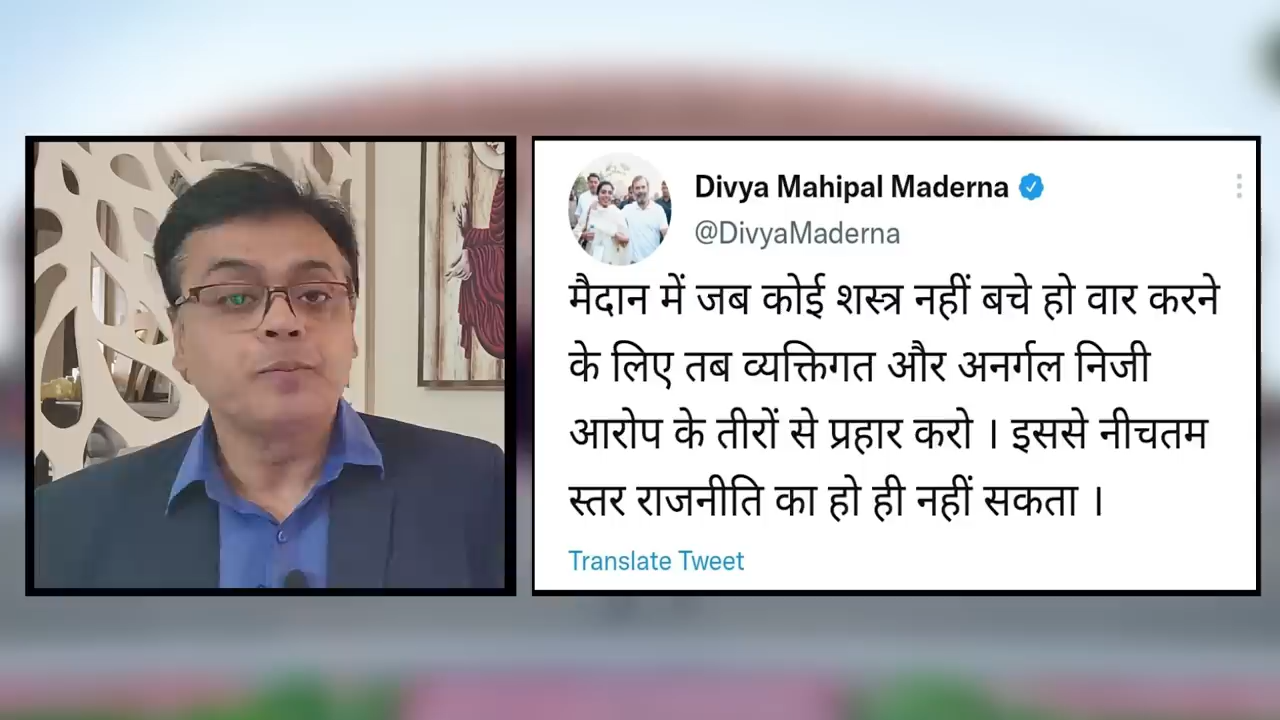 Divya Mahipal Maderna
@DivyaMaderna
मैदान में जब कोई शस्त्र नहीं बचे हो वार करने
के लिए तब व्यक्तिगत और अनर्गल निजी
आरोप के तीरों से प्रहार करो । इससे नीचतम
स्तर राजनीति का हो ही नहीं सकता ।
Translate Tweet